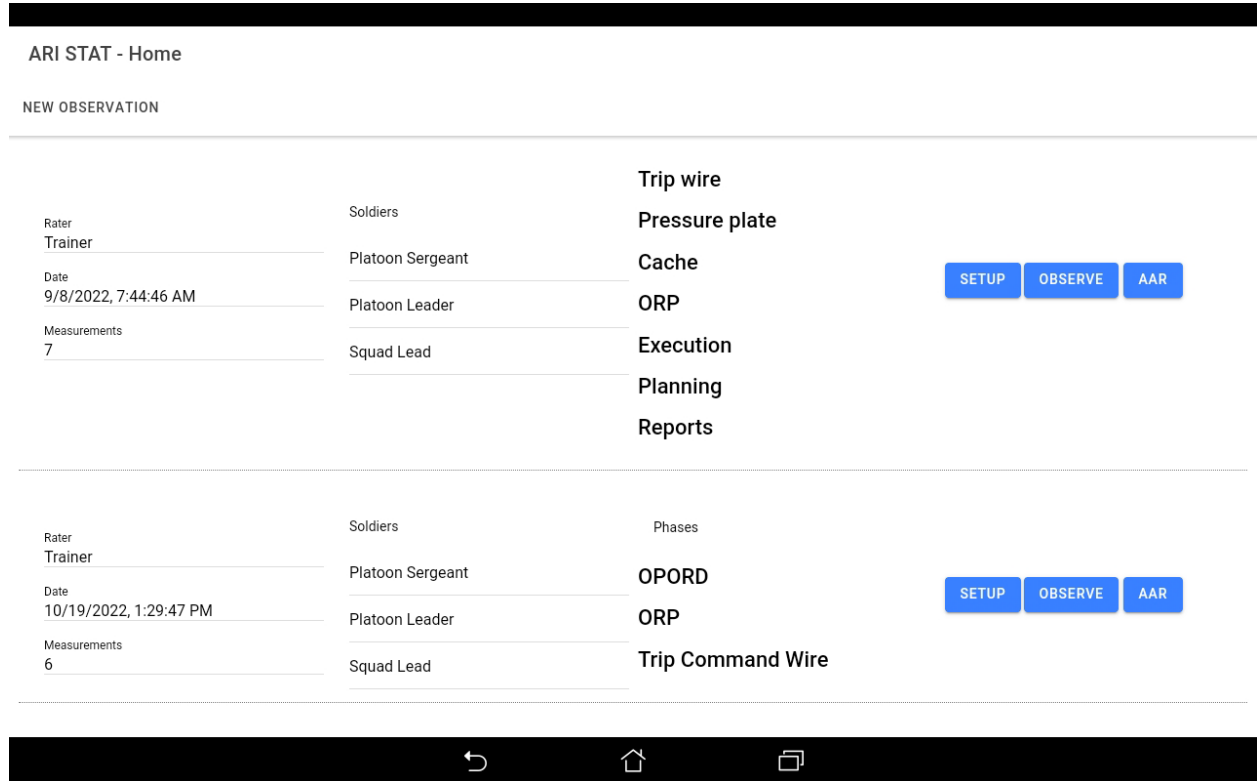 ARI STAT - Home
NEW OBSERVATION
Rater
Trainer
Date
9/8/2022, 7:44:46 AM
Measurements
7
Soldiers
Platoon Sergeant
Platoon Leader
Squad Lead
Trip wire
Pressure plate
Cache
ORP
Execution
Planning
Reports
SETUP OBSERVE AAR
Rater
Trainer
Date
10/19/2022, 1:29:47 PM
Measurements
6
Soldiers
Platoon Sergeant
Platoon Leader
Squad Lead
Phases
OPORD
ORP
Trip Command Wire
SETUP OBSERVE AAR